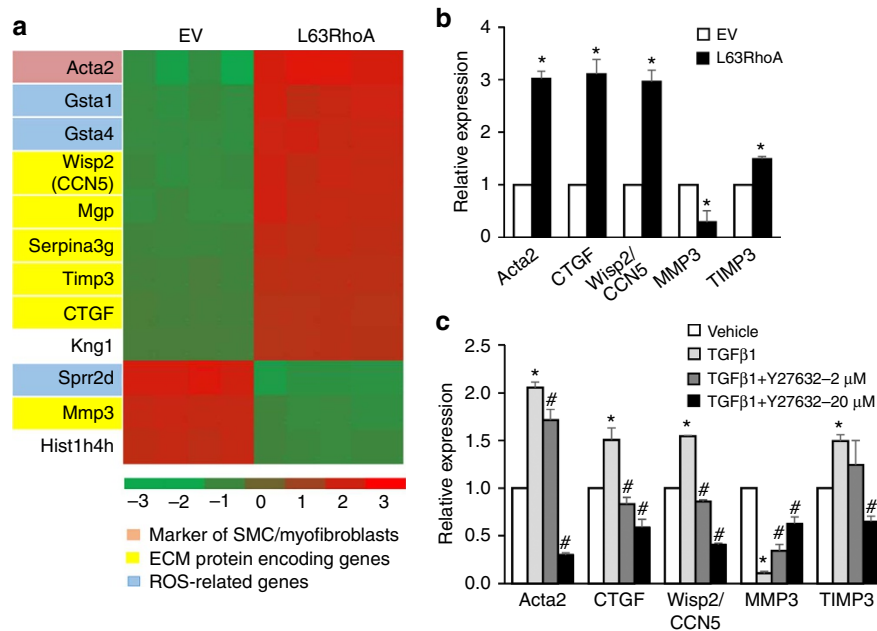 a
EV L63RhoA
Acta2
Gsta1
Gsta4
Wisp2
(CCN5)
Mgp
Serpina3g
Timp3
CTGF
Kng1
Sprr2d
Mmp3
Hist1h4h
–3 –2 –1 0 1 2 3
Marker of SMC/myofibroblasts
ECM protein encoding genes
ROS-related genes
b
Relative expression
4
3
2
1
0
EV
L63RhoA
* * * * *
Acta2 CTGF Wisp2/ MMP3 TIMP3
CCN5
c
Relative expression
2.5
2.0
1.5
1.0
0.5
0.0
Vehicle
TGFβ1
TGFβ1+Y27632–2 μM
TGFβ1+Y27632–20 μM
* # # * # # * # # * # # * #
Acta2 CTGF Wisp2/ MMP3 TIMP3
CCN5